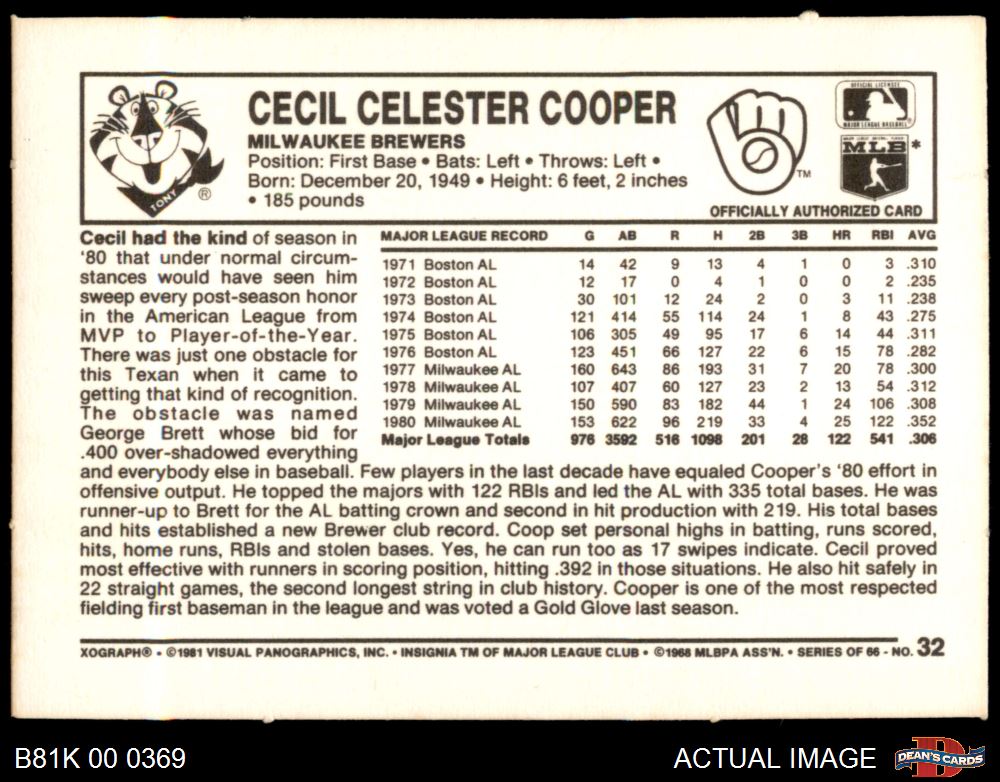 TONY
®
CECIL CELESTER COOPER
MILWAUKEE BREWERS
Position: First Base • Bats: Left • Throws: Left •
Born: December 20, 1949 • Height: 6 feet, 2 inches
• 185 pounds
TM
OFFICIAL LICENSEE
MAJOR LEAGUE BASEBALL
MLB *
OFFICIALLY AUTHORIZED CARD
Cecil had the kind of season in
'80 that under normal circum-
stances would have seen him
sweep every post-season honor
in the American League from
MVP to Player-of-the-Year.
There was just one obstacle for
this Texan when it came to
getting that kind of recognition.
The obstacle was named
George Brett whose bid for
.400 over-shadowed everything
MAJOR LEAGUE RECORD G AB R H 2B 3B HR RBI AVG
1971 Boston AL 14 42 9 13 4 1 0 3 .310
1972 Boston AL 12 17 0 4 1 0 0 2 .235
1973 Boston AL 30 101 12 24 2 0 3 11 .238
1974 Boston AL 121 414 55 114 24 1 8 43 .275
1975 Boston AL 106 305 49 95 17 6 14 44 .311
1976 Boston AL 123 451 66 127 22 6 15 78 .282
1977 Milwaukee AL 160 643 86 193 31 7 20 78 .300
1978 Milwaukee AL 107 407 60 127 23 2 13 54 .312
1979 Milwaukee AL 150 590 83 182 44 1 24 106 .308
1980 Milwaukee AL 153 622 96 219 33 4 25 122 .352
Major League Totals 976 3592 516 1098 201 28 122 541 .306
and everybody else in baseball. Few players in the last decade have equaled Cooper's '80 effort in
offensive output. He topped the majors with 122 RBIs and led the AL with 335 total bases. He was
runner-up to Brett for the AL batting crown and second in hit production with 219. His total bases
and hits established a new Brewer club record. Coop set personal highs in batting, runs scored,
hits, home runs, RBIs and stolen bases. Yes, he can run too as 17 swipes indicate. Cecil proved
most effective with runners in scoring position, hitting .392 in those situations. He also hit safely in
22 straight games, the second longest string in club history. Cooper is one of the most respected
fielding first baseman in the league and was voted a Gold Glove last season.
XOGRAPH® • ©1981 VISUAL PANOGRAPHICS, INC. • INSIGNIA TM OF MAJOR LEAGUE CLUB • ©1968 MLBPA ASS'N. • SERIES OF 66 - NO. 32
B81K 00 0369
ACTUAL IMAGE
DEAN'S CARDS